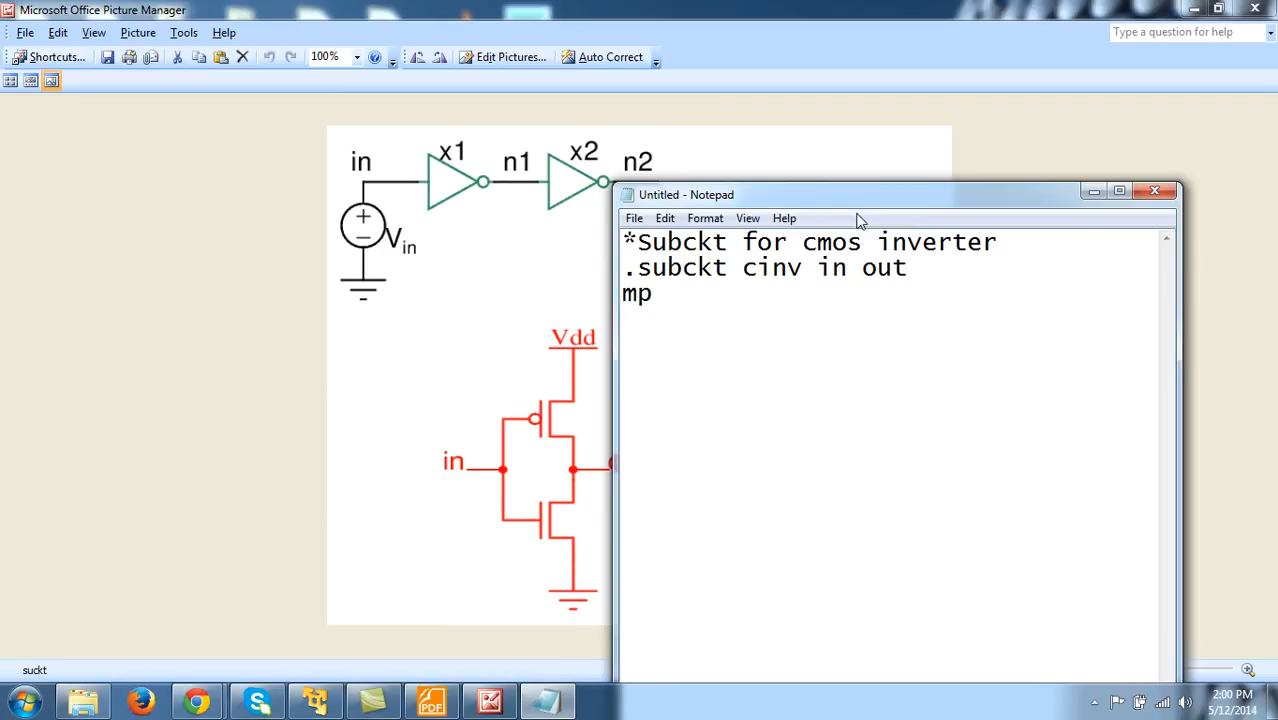 Microsoft Office Picture Manager
File Edit View Picture Tools Help
Type a question for help
Shortcuts... 100% Edit Pictures... Auto Correct
in x1 n1 x2 n2
Vin
Vdd
in
Untitled - Notepad
File Edit Format View Help
*Subckt for cmos inverter
.subckt cinv in out
mp
suckt
PDF
2:00 PM
5/12/2014